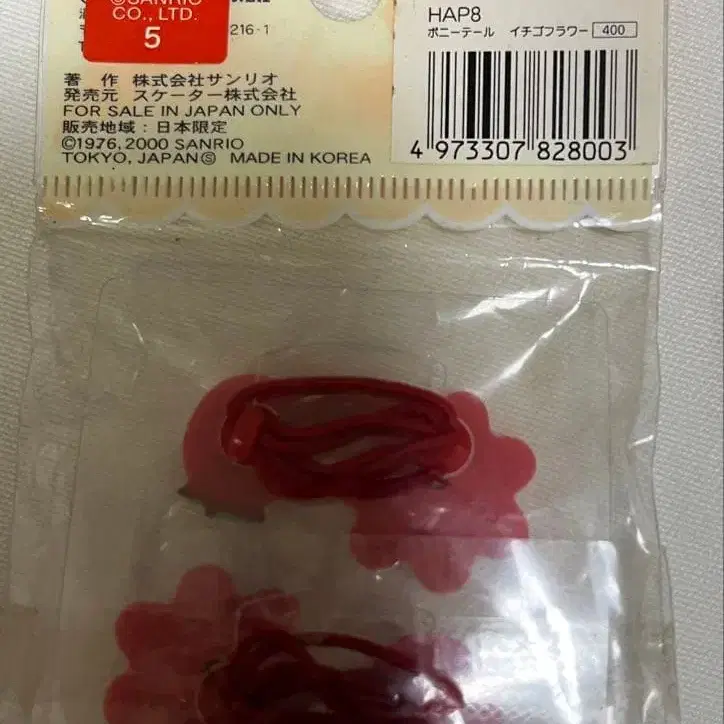 ©SANRIO
CO., LTD.
5
216-1
著 作 株式会社サンリオ
発売元 スケーター株式会社
FOR SALE IN JAPAN ONLY
販売地域：日本限定
©1976, 2000 SANRIO
TOKYO, JAPANⓈ MADE IN KOREA
HAP8
ポニーテール イチゴフラワー 400
4 973307 828003